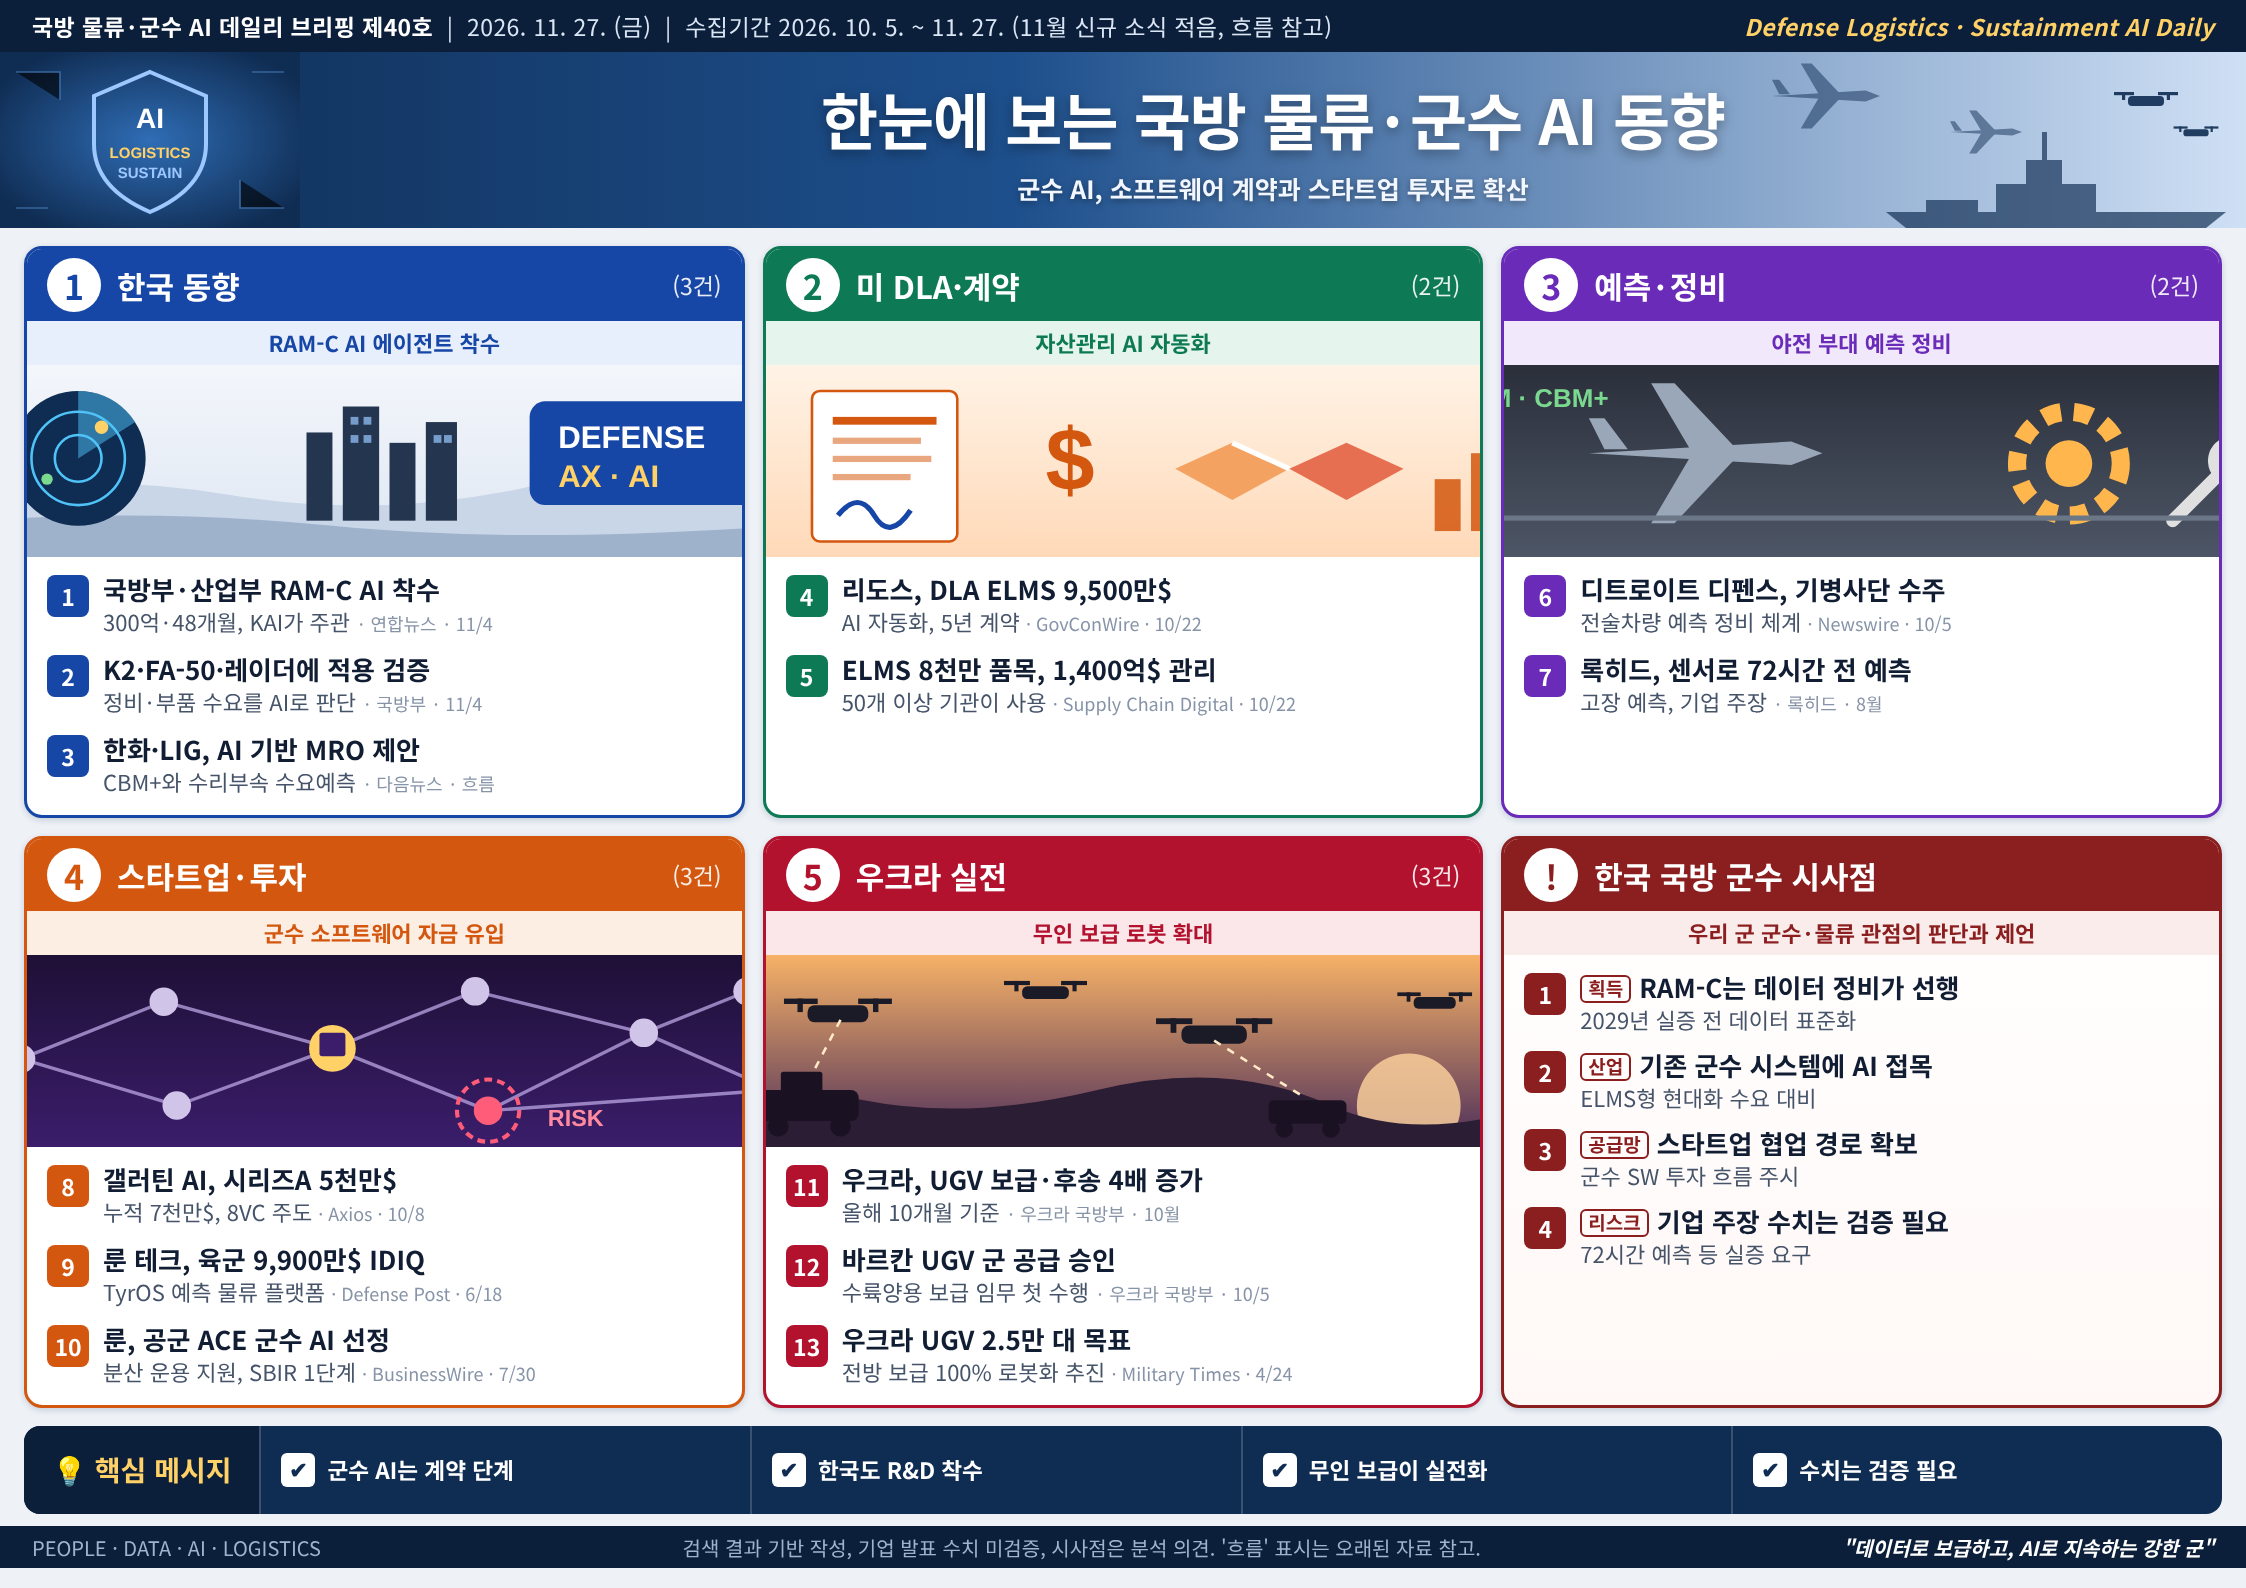 국방 물류·군수 AI 데일리 브리핑 제40호 | 2026. 11. 27. (금) | 수집기간 2026. 10. 5. ~ 11. 27. (11월 신규 소식 적음, 흐름 참고)
Defense Logistics · Sustainment AI Daily
AI
LOGISTICS
SUSTAIN
한눈에 보는 국방 물류·군수 AI 동향
군수 AI, 소프트웨어 계약과 스타트업 투자로 확산
1 한국 동향 (3건)
RAM-C AI 에이전트 착수
DEFENSE
AX · AI
1 국방부·산업부 RAM-C AI 착수
300억·48개월, KAI가 주관 · 연합뉴스 · 11/4
2 K2·FA-50·레이더에 적용 검증
정비·부품 수요를 AI로 판단 · 국방부 · 11/4
3 한화·LIG, AI 기반 MRO 제안
CBM+와 수리부속 수요예측 · 다음뉴스 · 흐름
2 미 DLA·계약 (2건)
자산관리 AI 자동화
$
4 리도스, DLA ELMS 9,500만$
AI 자동화, 5년 계약 · GovConWire · 10/22
5 ELMS 8천만 품목, 1,400억$ 관리
50개 이상 기관이 사용 · Supply Chain Digital · 10/22
3 예측·정비 (2건)
야전 부대 예측 정비
M · CBM+
6 디트로이트 디펜스, 기병사단 수주
전술차량 예측 정비 체계 · Newswire · 10/5
7 록히드, 센서로 72시간 전 예측
고장 예측, 기업 주장 · 록히드 · 8월
4 스타트업·투자 (3건)
군수 소프트웨어 자금 유입
RISK
8 갤러틴 AI, 시리즈A 5천만$
누적 7천만$, 8VC 주도 · Axios · 10/8
9 룬 테크, 육군 9,900만$ IDIQ
TyrOS 예측 물류 플랫폼 · Defense Post · 6/18
10 룬, 공군 ACE 군수 AI 선정
분산 운용 지원, SBIR 1단계 · BusinessWire · 7/30
5 우크라 실전 (3건)
무인 보급 로봇 확대
11 우크라, UGV 보급·후송 4배 증가
올해 10개월 기준 · 우크라 국방부 · 10월
12 바르칸 UGV 군 공급 승인
수륙양용 보급 임무 첫 수행 · 우크라 국방부 · 10/5
13 우크라 UGV 2.5만 대 목표
전방 보급 100% 로봇화 추진 · Military Times · 4/24
! 한국 국방 군수 시사점
우리 군 군수·물류 관점의 판단과 제언
1 획득 RAM-C는 데이터 정비가 선행
2029년 실증 전 데이터 표준화
2 산업 기존 군수 시스템에 AI 접목
ELMS형 현대화 수요 대비
3 공급망 스타트업 협업 경로 확보
군수 SW 투자 흐름 주시
4 리스크 기업 주장 수치는 검증 필요
72시간 예측 등 실증 요구
💡 핵심 메시지
✔ 군수 AI는 계약 단계
✔ 한국도 R&D 착수
✔ 무인 보급이 실전화
✔ 수치는 검증 필요
PEOPLE · DATA · AI · LOGISTICS
검색 결과 기반 작성, 기업 발표 수치 미검증, 시사점은 분석 의견. '흐름' 표시는 오래된 자료 참고.
"데이터로 보급하고, AI로 지속하는 강한 군"